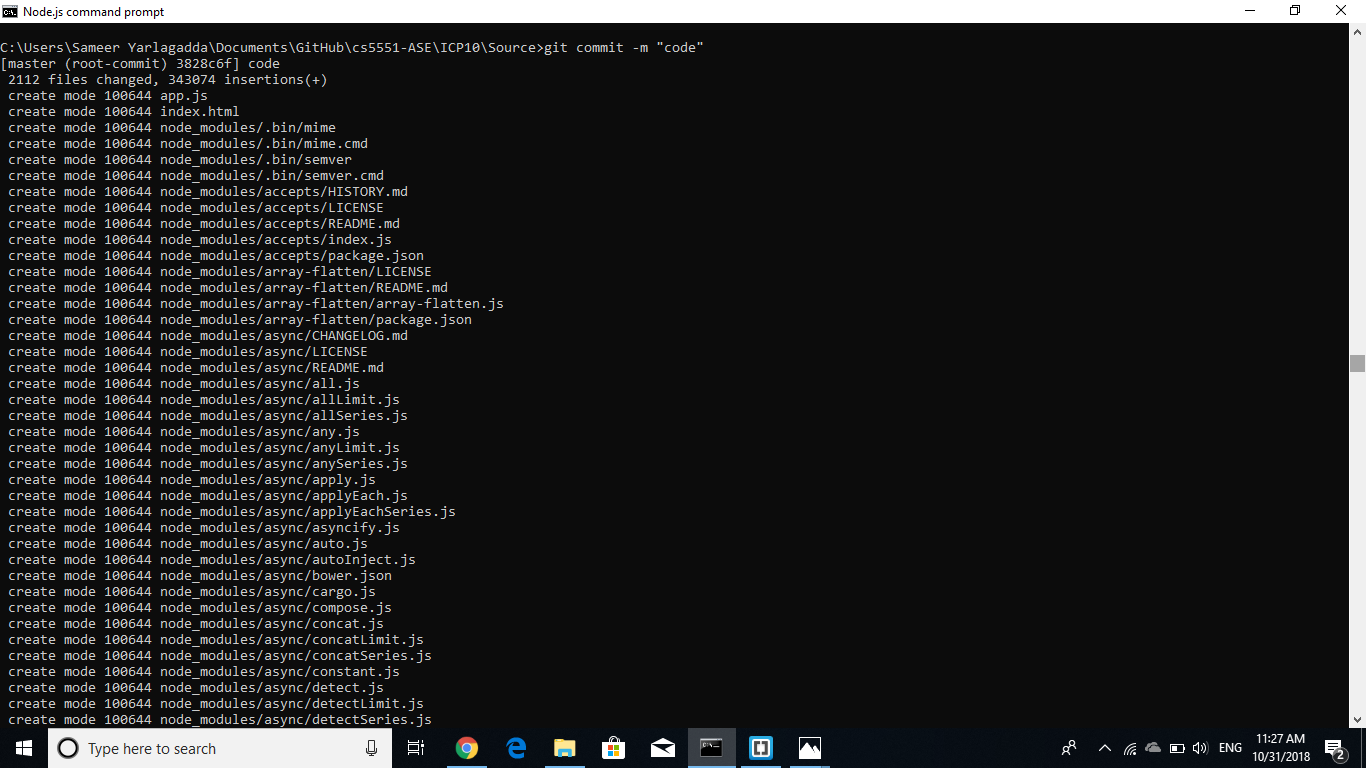 Node.js command prompt
C:\Users\Sameer Yarlagadda\Documents\GitHub\cs5551-ASE\ICP10\Source>git commit -m "code"
[master (root-commit) 3828c6f] code
 2112 files changed, 343074 insertions(+)
 create mode 100644 app.js
 create mode 100644 index.html
 create mode 100644 node_modules/.bin/mime
 create mode 100644 node_modules/.bin/mime.cmd
 create mode 100644 node_modules/.bin/semver
 create mode 100644 node_modules/.bin/semver.cmd
 create mode 100644 node_modules/accepts/HISTORY.md
 create mode 100644 node_modules/accepts/LICENSE
 create mode 100644 node_modules/accepts/README.md
 create mode 100644 node_modules/accepts/index.js
 create mode 100644 node_modules/accepts/package.json
 create mode 100644 node_modules/array-flatten/LICENSE
 create mode 100644 node_modules/array-flatten/README.md
 create mode 100644 node_modules/array-flatten/array-flatten.js
 create mode 100644 node_modules/array-flatten/package.json
 create mode 100644 node_modules/async/CHANGELOG.md
 create mode 100644 node_modules/async/LICENSE
 create mode 100644 node_modules/async/README.md
 create mode 100644 node_modules/async/all.js
 create mode 100644 node_modules/async/allLimit.js
 create mode 100644 node_modules/async/allSeries.js
 create mode 100644 node_modules/async/any.js
 create mode 100644 node_modules/async/anyLimit.js
 create mode 100644 node_modules/async/anySeries.js
 create mode 100644 node_modules/async/apply.js
 create mode 100644 node_modules/async/applyEach.js
 create mode 100644 node_modules/async/applyEachSeries.js
 create mode 100644 node_modules/async/asyncify.js
 create mode 100644 node_modules/async/auto.js
 create mode 100644 node_modules/async/autoInject.js
 create mode 100644 node_modules/async/bower.json
 create mode 100644 node_modules/async/cargo.js
 create mode 100644 node_modules/async/compose.js
 create mode 100644 node_modules/async/concat.js
 create mode 100644 node_modules/async/concatLimit.js
 create mode 100644 node_modules/async/concatSeries.js
 create mode 100644 node_modules/async/constant.js
 create mode 100644 node_modules/async/detect.js
 create mode 100644 node_modules/async/detectLimit.js
 create mode 100644 node_modules/async/detectSeries.js
Type here to search
ENG
11:27 AM
10/31/2018
2